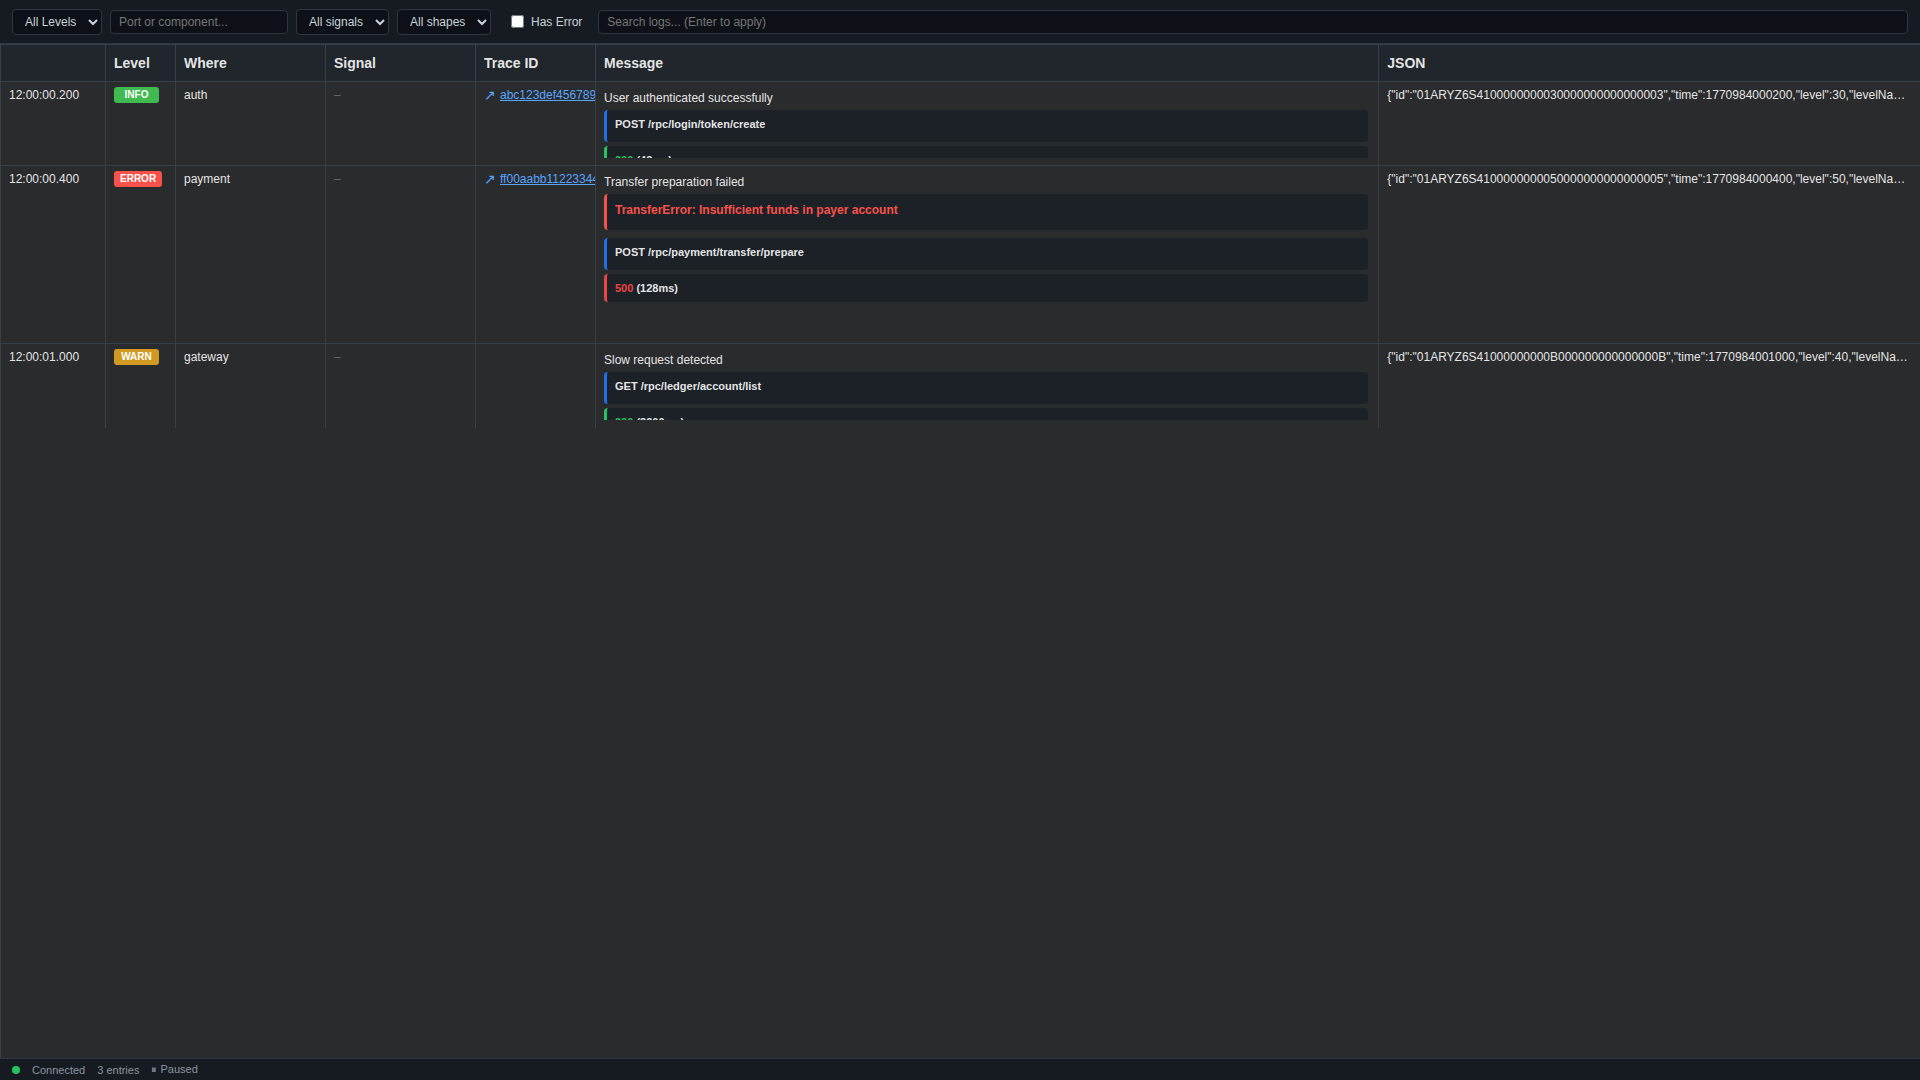 All Levels Port or component... All signals All shapes Has Error Search logs... (Enter to apply)
Level Where Signal Trace ID Message JSON
12:00:00.200 INFO auth – ↗ abc123def456789 User authenticated successfully {"id":"01ARYZ6S410000000003000000000000003","time":1770984000200,"level":30,"levelNa…
POST /rpc/login/token/create
12:00:00.400 ERROR payment – ↗ ff00aabb11223344 Transfer preparation failed {"id":"01ARYZ6S410000000005000000000000005","time":1770984000400,"level":50,"levelNa…
TransferError: Insufficient funds in payer account
POST /rpc/payment/transfer/prepare
500 (128ms)
12:00:01.000 WARN gateway – Slow request detected {"id":"01ARYZ6S41000000000B000000000000000B","time":1770984001000,"level":40,"levelNa…
GET /rpc/ledger/account/list
Connected 3 entries Paused